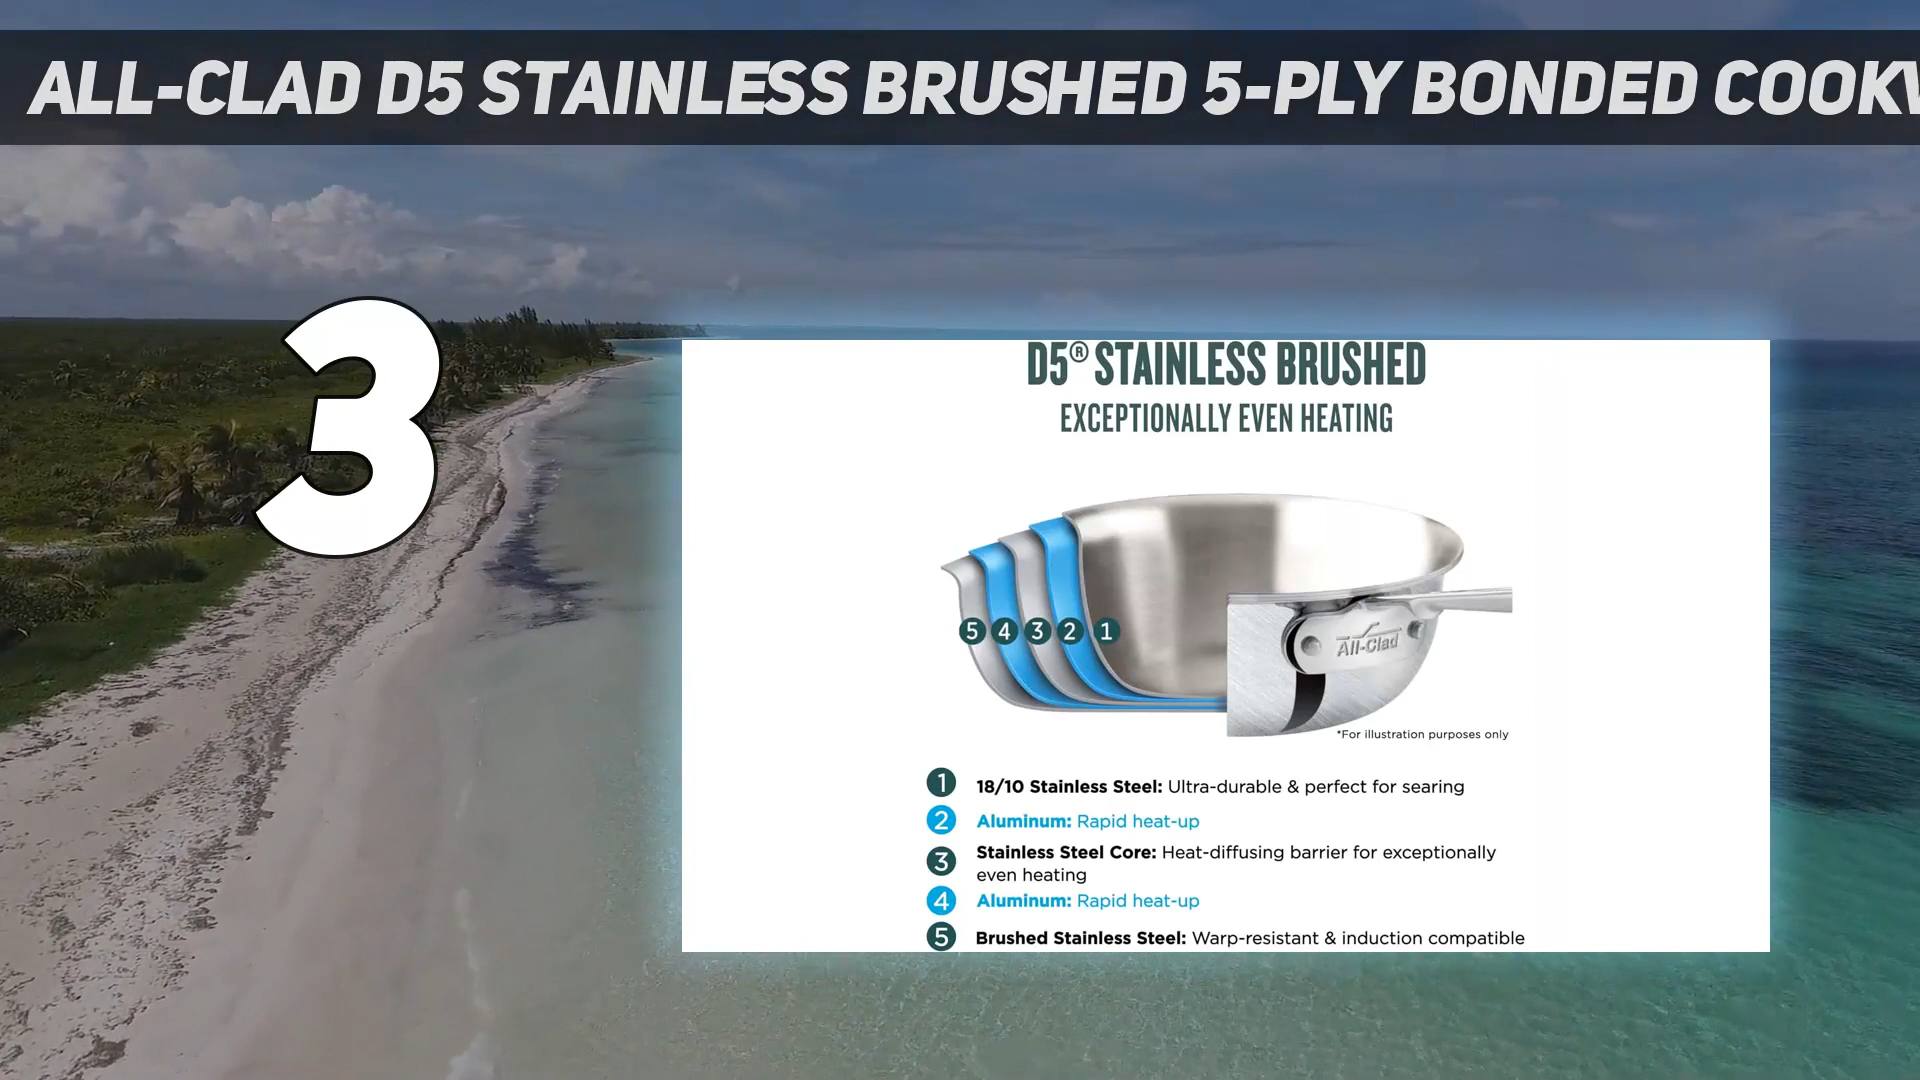 ALL-CLAD D5 STAINLESS BRUSHED 5-PLY BONDED COOKW
3
D5® STAINLESS BRUSHED
EXCEPTIONALLY EVEN HEATING
5 4 3 2 1
All-Clad
*For illustration purposes only
1 18/10 Stainless Steel: Ultra-durable & perfect for searing
2 Aluminum: Rapid heat-up
3 Stainless Steel Core: Heat-diffusing barrier for exceptionally
even heating
4 Aluminum: Rapid heat-up
5 Brushed Stainless Steel: Warp-resistant & induction compatible